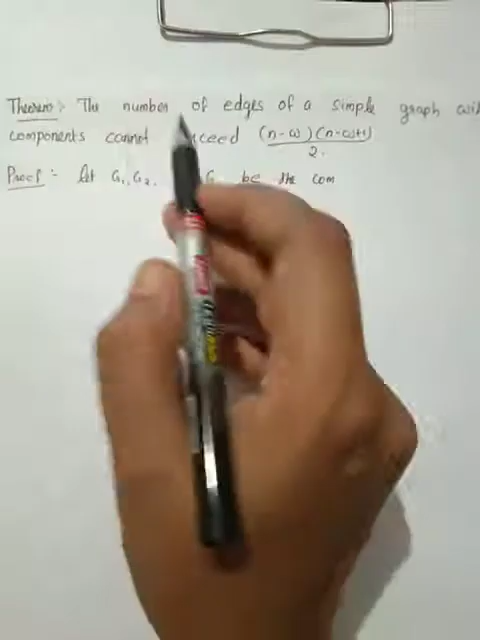 Theorem :- The number of edges of a simple graph
components cannot exceed (n-ω)(n-ω+1)/2.
Proof :- let G₁, G₂, G be the com